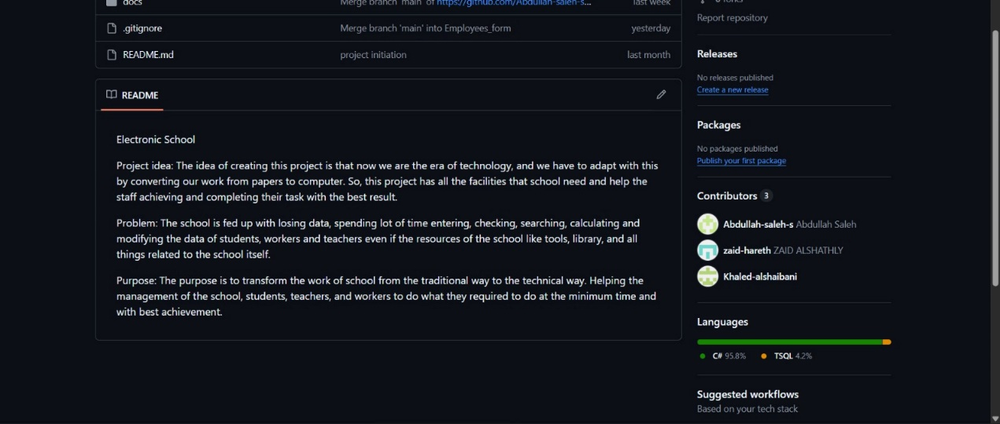 docs
Merge branch 'main' of https://github.com/Abdullah-saleh-s...
last week
Report repository
.gitignore
Merge branch 'main' into Employees_form
yesterday
README.md
project initiation
last month
Releases
No releases published
Create a new release
README
Packages
No packages published
Publish your first package
Electronic School
Project idea: The idea of creating this project is that now we are the era of technology, and we have to adapt with this
by converting our work from papers to computer. So, this project has all the facilities that school need and help the
staff achieving and completing their task with the best result.
Problem: The school is fed up with losing data, spending lot of time entering, checking, searching, calculating and
modifying the data of students, workers and teachers even if the resources of the school like tools, library, and all
things related to the school itself.
Purpose: The purpose is to transform the work of school from the traditional way to the technical way. Helping the
management of the school, students, teachers, and workers to do what they required to do at the minimum time and
with best achievement.
Contributors 3
Abdullah-saleh-s Abdullah Saleh
zaid-hareth ZAID ALSHATHLY
Khaled-alshaibani
Languages
C# 95.8%
TSQL 4.2%
Suggested workflows
Based on your tech stack